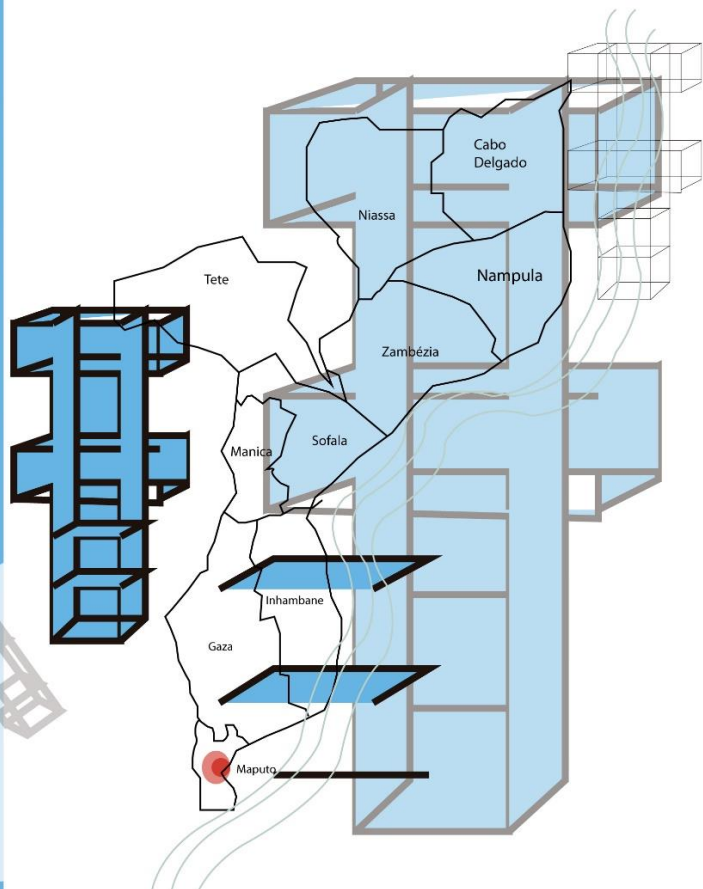 Cabo
Delgado
Niassa
Nampula
Tete
Zambézia
Manica
Sofala
Inhambane
Gaza
Maputo